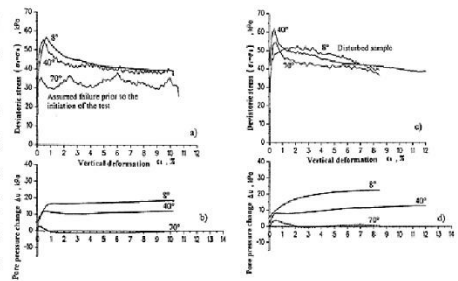 70
60
50
40
30
20
10
0
Deviatoric stress (σ₁-σ₃) , kPa
8°
40°
70°
Assumed failure prior to the
initiation of the test
a)
0 1 2 3 4 5 6 7 8 9 10 11 12
Vertical deformation ε₁ , %
70
60
50
40
30
20
10
0
Deviatoric stress (σ₁-σ₃) , kPa
40°
8° Disturbed sample
70°
c)
0 1 2 3 4 5 6 7 8 9 10 11 12
Vertical deformation ε₁ , %
40
30
20
10
0
-10
Pore pressure change Δu , kPa
8°
40°
70°
b)
0 1 2 3 4 5 6 7 8 9 10 11 12 13 14
40
30
20
10
0
-10
Pore pressure change Δu , kPa
8°
40°
70°
d)
0 1 2 3 4 5 6 7 8 9 10 11 12 13 14